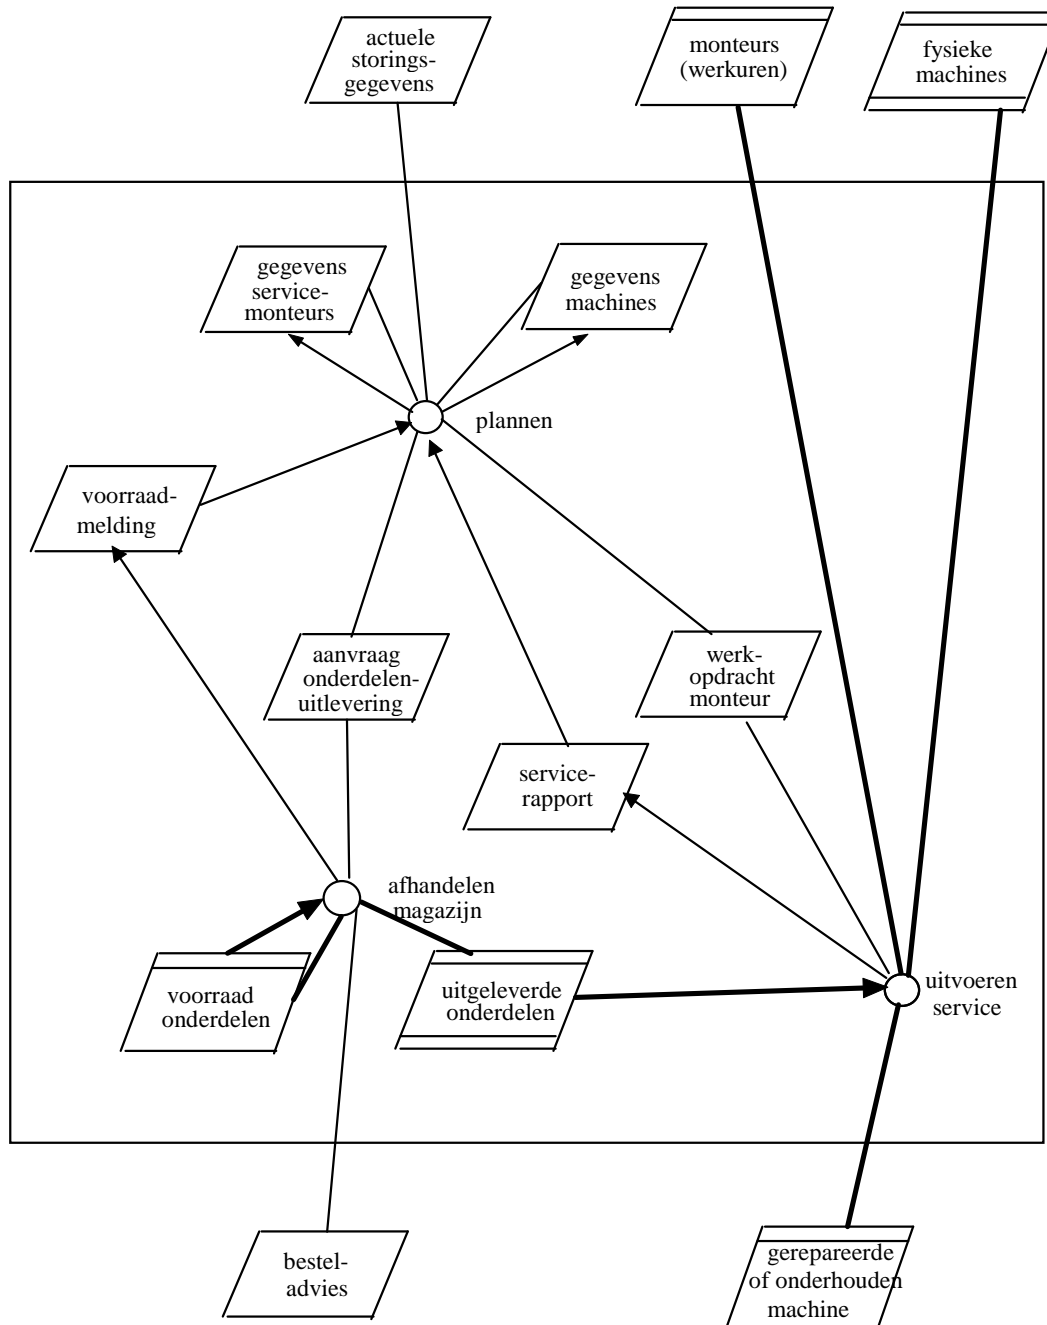 actuele
storings-
gegevens
monteurs
(werkuren)
fysieke
machines
gegevens
service-
monteurs
gegevens
machines
plannen
voorraad-
melding
aanvraag
onderdelen-
uitlevering
werk-
opdracht
monteur
service-
rapport
afhandelen
magazijn
voorraad
onderdelen
uitgeleverde
onderdelen
uitvoeren
service
bestel-
advies
gerepareerde
of onderhouden
machine